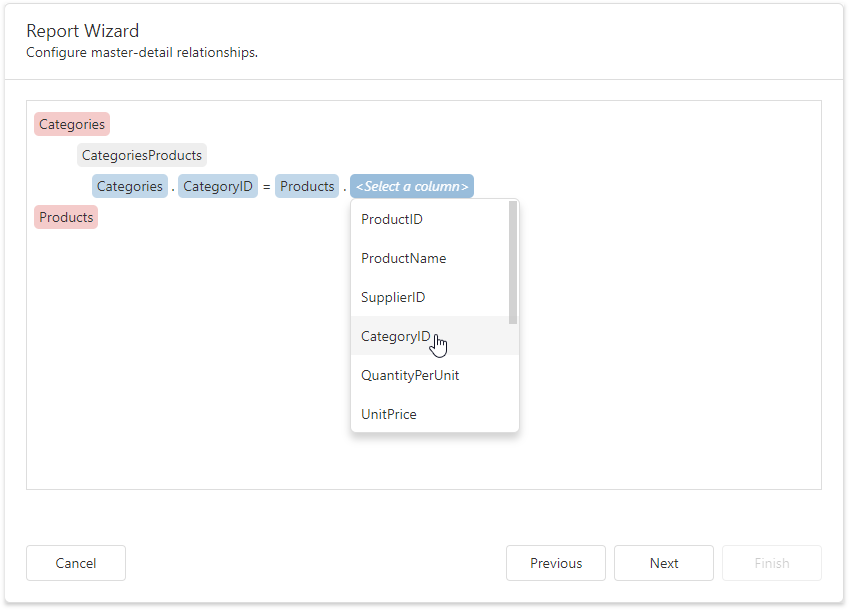 Report Wizard
Configure master-detail relationships.
Categories
CategoriesProducts
Categories . CategoryID = Products . <Select a column>
Products
ProductID
ProductName
SupplierID
CategoryID
QuantityPerUnit
UnitPrice
Cancel Previous Next Finish